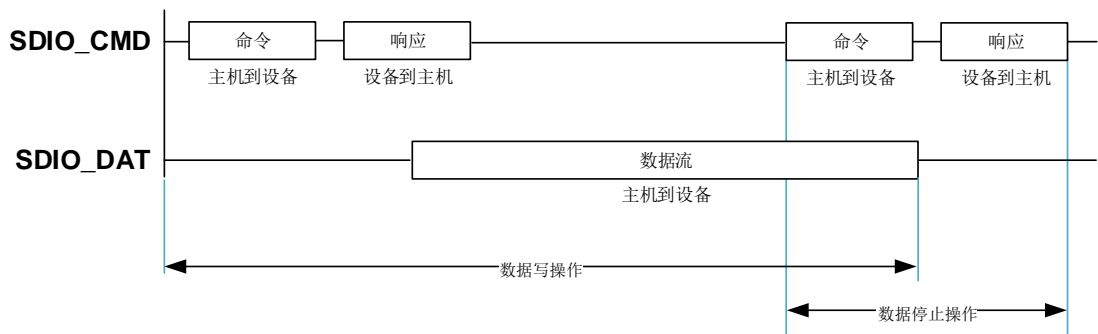 SDIO_CMD
命令
响应
命令
响应
主机到设备
设备到主机
主机到设备
设备到主机
SDIO_DAT
数据流
主机到设备
数据写操作
数据停止操作